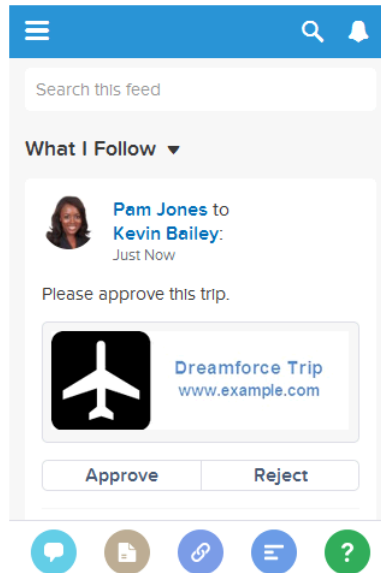 Search this feed
What I Follow
Pam Jones to
Kevin Bailey:
Just Now
Please approve this trip.
Dreamforce Trip
www.example.com
Approve
Reject
?